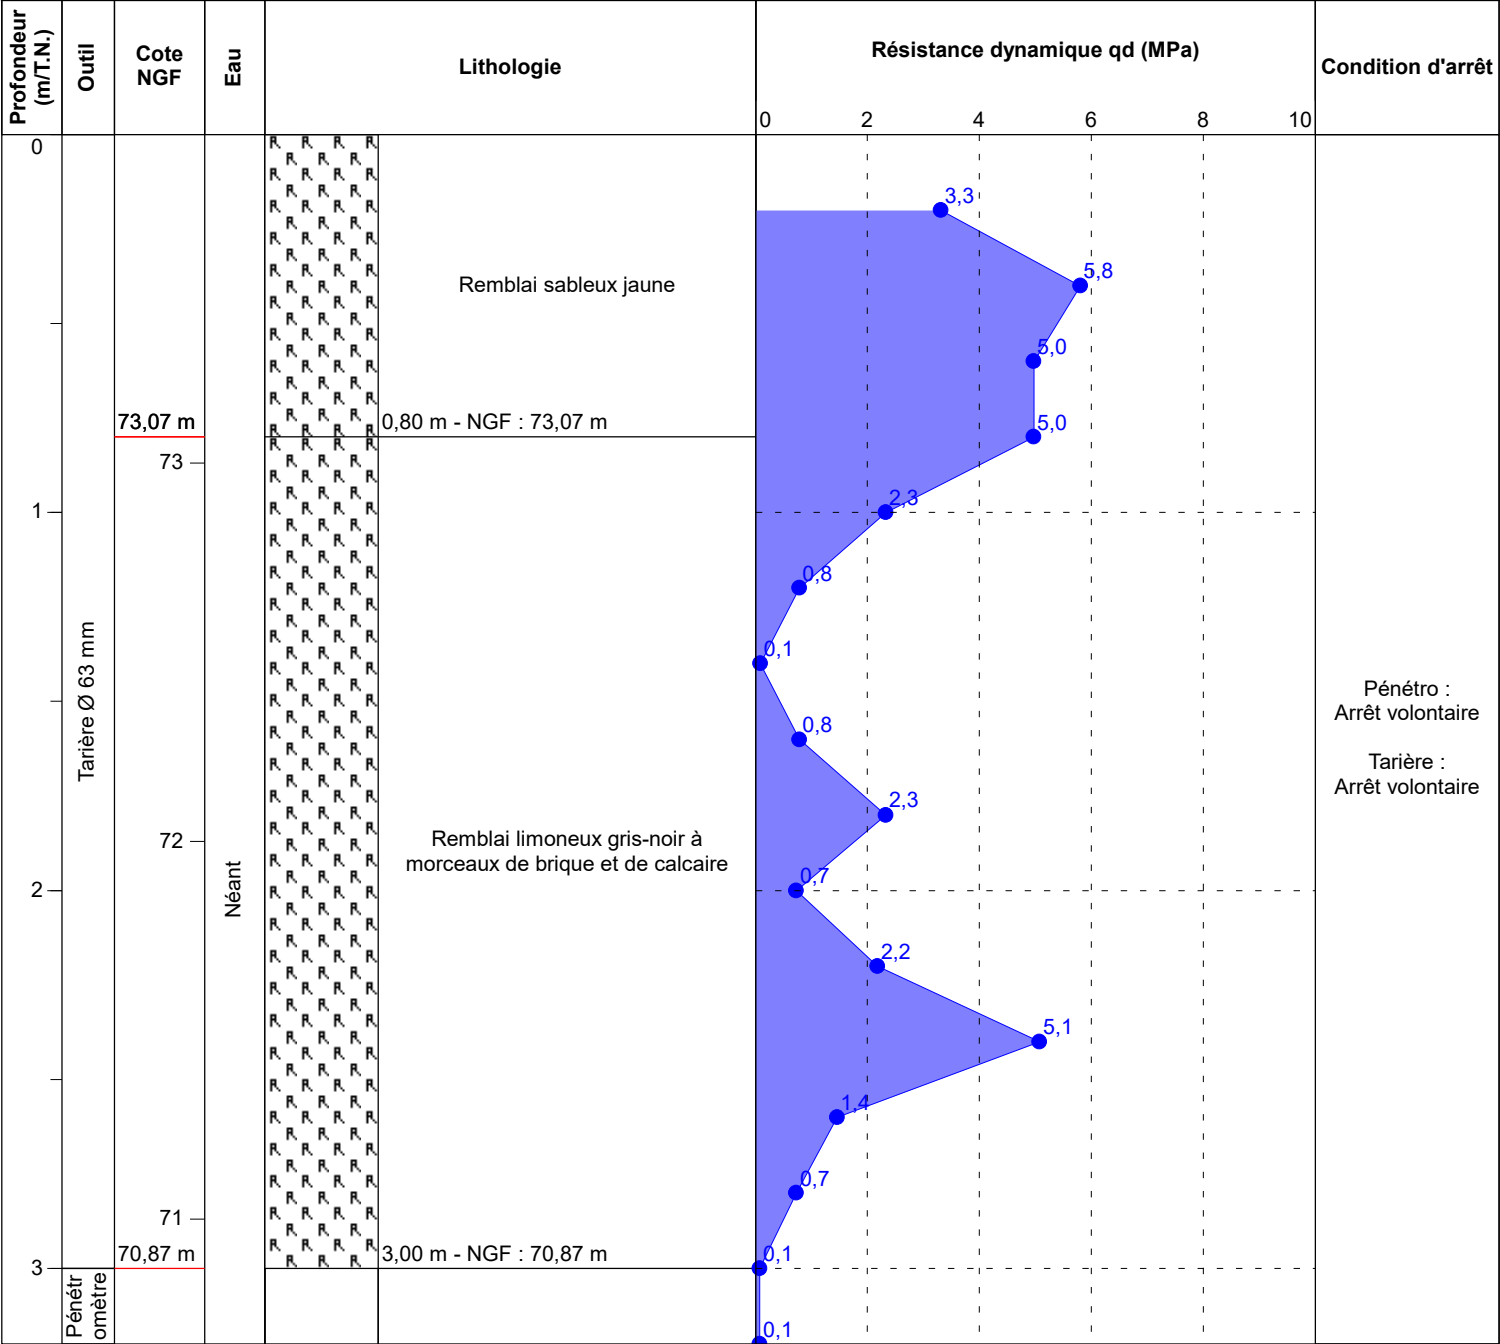 Profondeur
(m/T.N.)
Outil
Cote
NGF
Eau
Lithologie
Résistance dynamique qd (MPa)
Condition d'arrêt
0 2 4 6 8 10
0
3,3
Remblai sableux jaune
5,8
5,0
73,07 m
0,80 m - NGF : 73,07 m
5,0
73
1
2,3
0,8
0,1
Tarière Ø 63 mm
0,8
Pénétro :
Arrêt volontaire
Tarière :
Arrêt volontaire
2,3
72
Remblai limoneux gris-noir à
morceaux de brique et de calcaire
Néant
2
0,7
2,2
5,1
1,4
0,7
71
70,87 m
3,00 m - NGF : 70,87 m
0,1
3
Pénétr
omètre
0,1